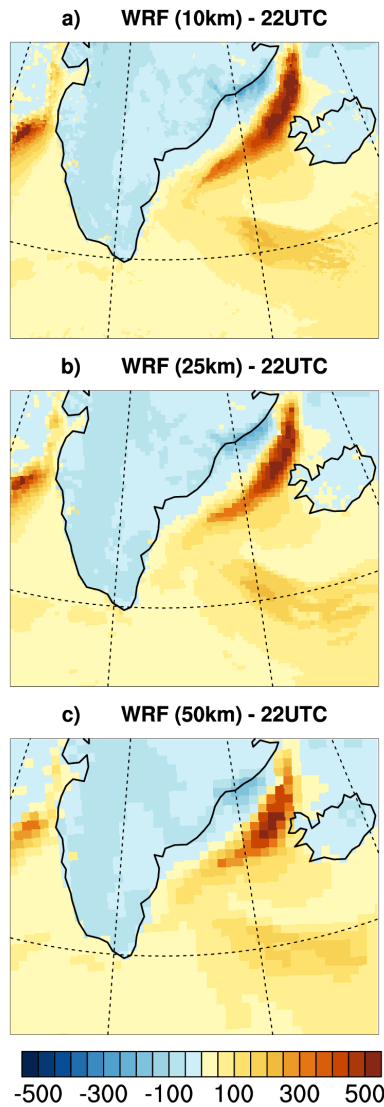 a) WRF (10km) - 22UTC
b) WRF (25km) - 22UTC
c) WRF (50km) - 22UTC
-500 -300 -100 100 300 500